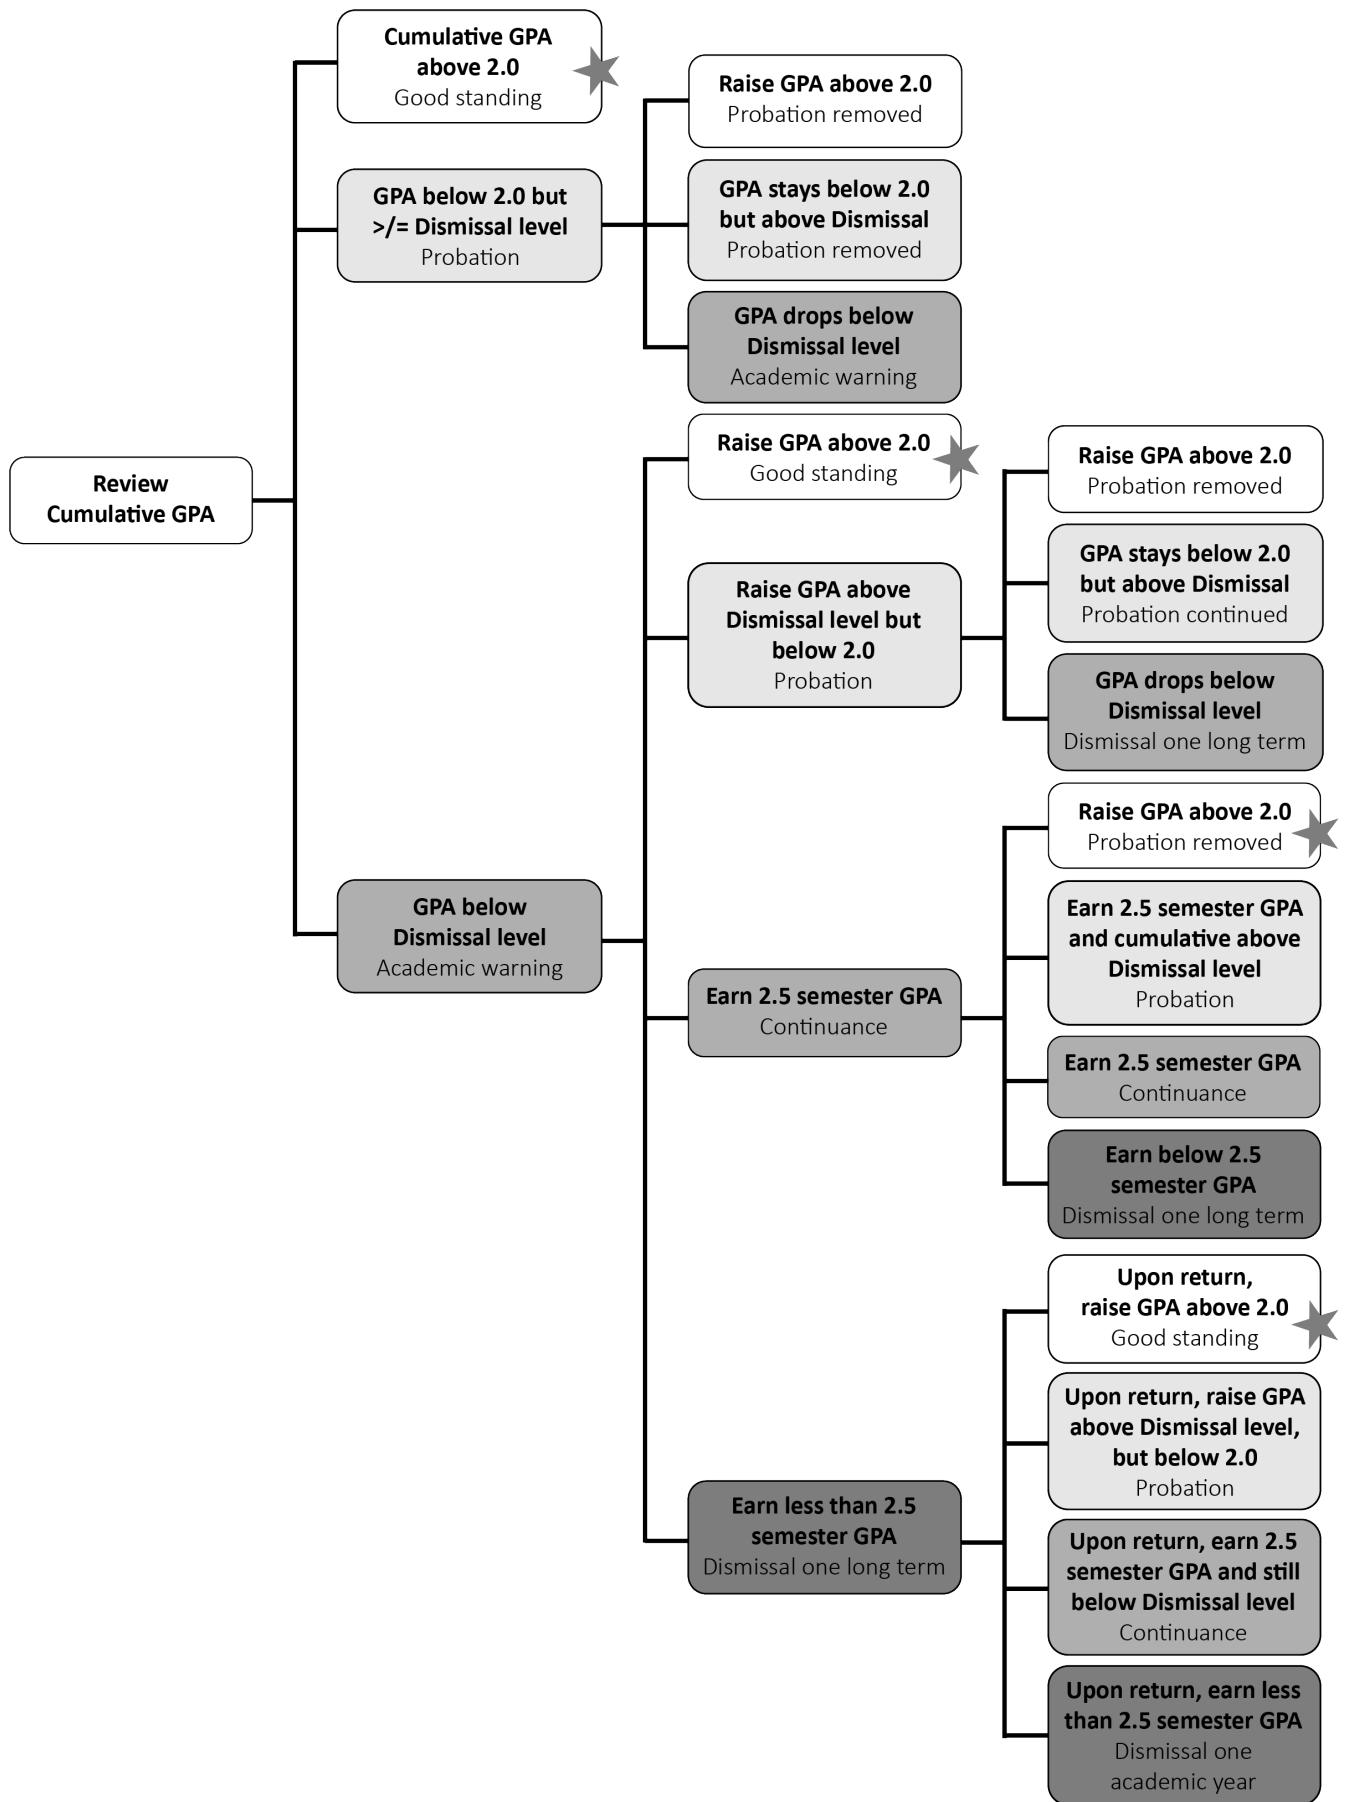 Cumulative GPA
above 2.0
Good standing
Raise GPA above 2.0
Probation removed
GPA below 2.0 but
>/= Dismissal level
Probation
GPA stays below 2.0
but above Dismissal
Probation removed
GPA drops below
Dismissal level
Academic warning
Review
Cumulative GPA
Raise GPA above 2.0
Good standing
Raise GPA above 2.0
Probation removed
Raise GPA above
Dismissal level but
below 2.0
Probation
GPA stays below 2.0
but above Dismissal
Probation continued
GPA drops below
Dismissal level
Dismissal one long term
GPA below
Dismissal level
Academic warning
Earn 2.5 semester GPA
Continuance
Raise GPA above 2.0
Probation removed
Earn 2.5 semester GPA
and cumulative above
Dismissal level
Probation
Earn 2.5 semester GPA
Continuance
Earn below 2.5
semester GPA
Dismissal one long term
Earn less than 2.5
semester GPA
Dismissal one long term
Upon return,
raise GPA above 2.0
Good standing
Upon return, raise GPA
above Dismissal level,
but below 2.0
Probation
Upon return, earn 2.5
semester GPA and still
below Dismissal level
Continuance
Upon return, earn less
than 2.5 semester GPA
Dismissal one
academic year